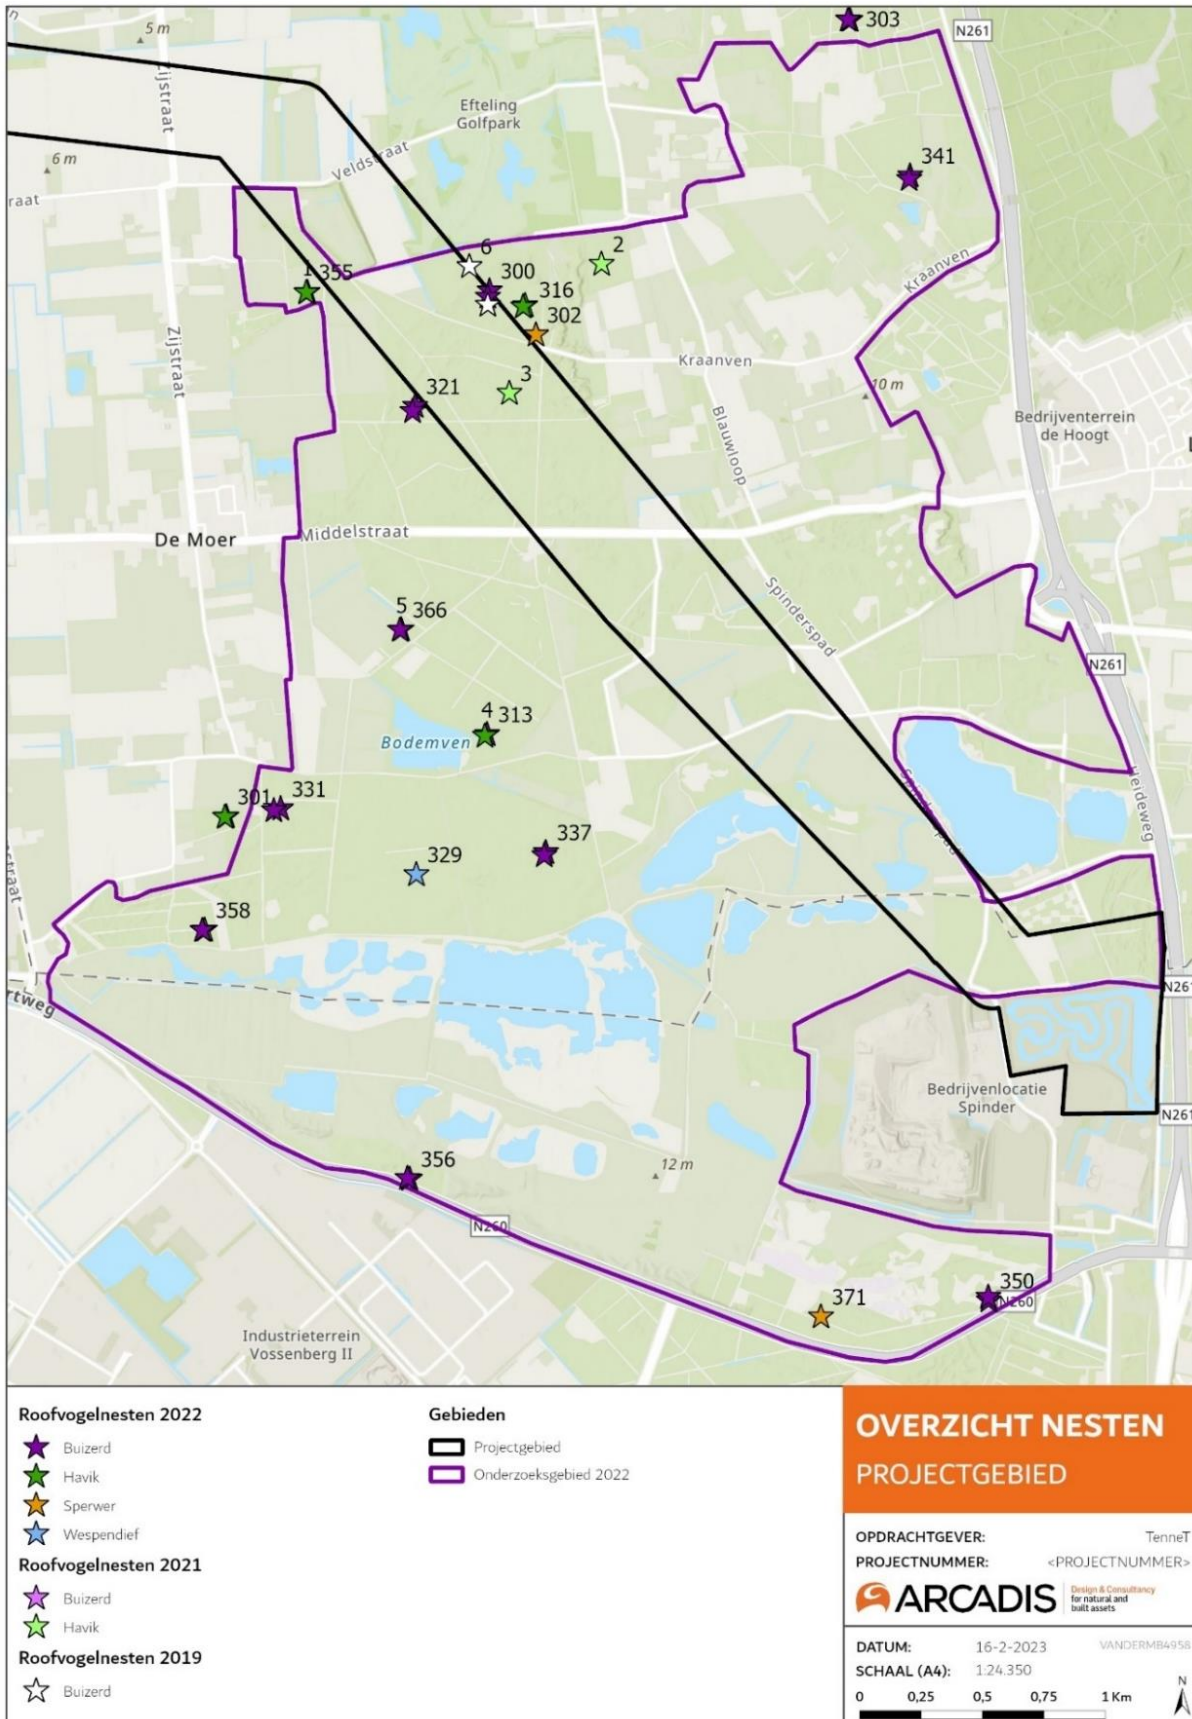 5 m
303
N261
Zijstraat
Efteling
Golfpark
6 m
Veldstraat
raat
341
6
2
Kraanven
1
355
300
316
302
Zijstraat
Kraanven
3
10 m
321
Bedrijventerrein
de Hoogt
Blauwloop
De Moer
Middelstraat
Spinderspad
5
366
N261
4
313
Bodemven
Heideweg
301
331
337
329
straat
358
rtweg
N261
Bedrijvenlocatie
Spinder
N261
356
12 m
N260
350
371
N260
Industrieterrein
Vossenberg II
Roofvogelnesten 2022
Buizerd
Havik
Sperwer
Wespendief
Roofvogelnesten 2021
Buizerd
Havik
Roofvogelnesten 2019
Buizerd
Gebieden
Projectgebied
Onderzoeksgebied 2022
OVERZICHT NESTEN
PROJECTGEBIED
OPDRACHTGEVER: TenneT
PROJECTNUMMER: <PROJECTNUMMER>
ARCADIS
Design & Consultancy
for natural and
built assets
DATUM: 16-2-2023 VANDERMB4958
SCHAAL (A4): 1:24.350
N
0 0,25 0,5 0,75 1 Km